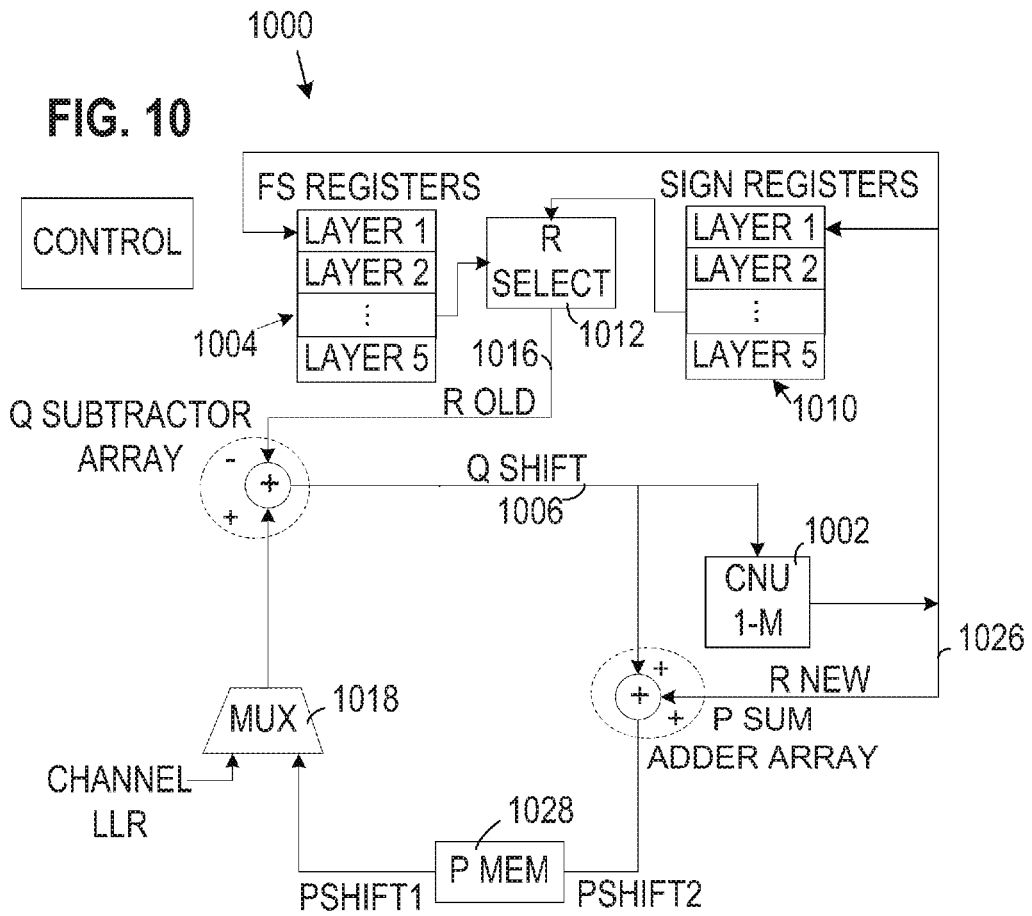 1000
FIG. 10
CONTROL
FS REGISTERS
LAYER 1
LAYER 2
⋮
LAYER 5
1004
R
SELECT
1012
SIGN REGISTERS
LAYER 1
LAYER 2
⋮
LAYER 5
1010
1016
R OLD
Q SUBTRACTOR
ARRAY
-
+
+
Q SHIFT
1006
1002
CNU
1-M
1026
R NEW
+
+
+
P SUM
ADDER ARRAY
MUX
1018
CHANNEL
LLR
1028
P MEM
PSHIFT1
PSHIFT2